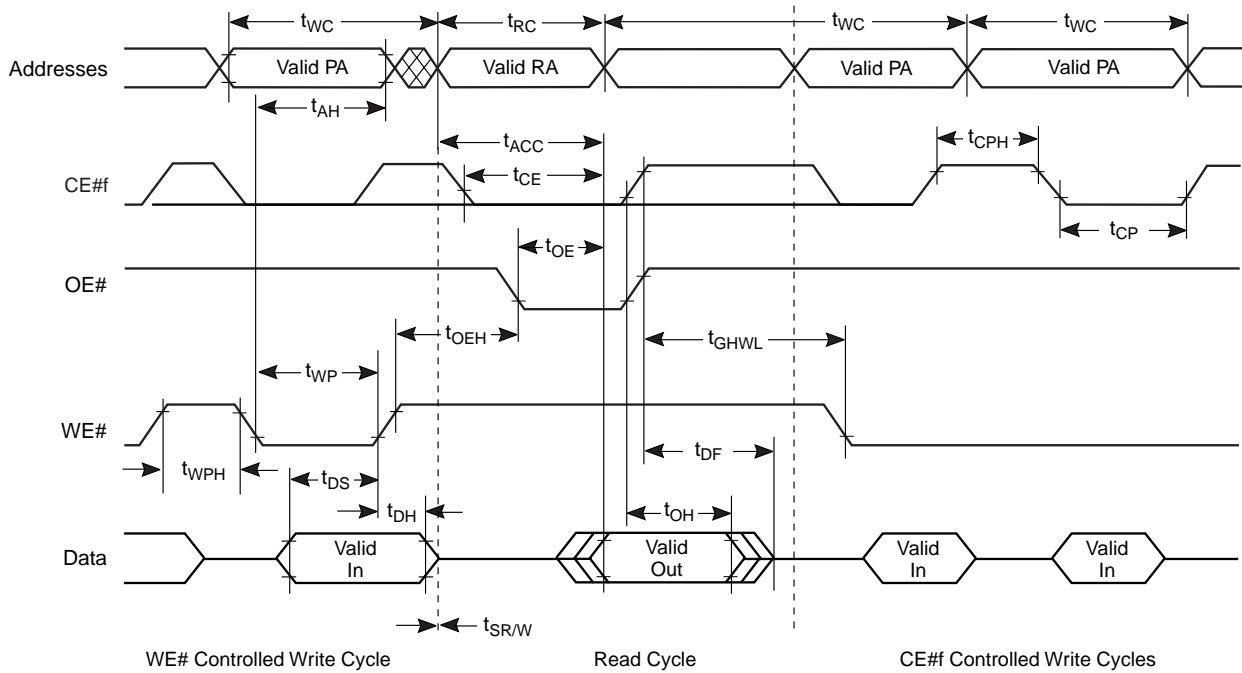 tWC tRC tWC tWC
Addresses Valid PA Valid RA Valid PA Valid PA
tAH
tACC
tCPH
CE#f tCE
tCP
tOE
OE#
tOEH tGHWL
tWP
WE#
tDF
tWPH tDS
tDH tOH
Data Valid In Valid Out Valid In Valid In
tSR/W
WE# Controlled Write Cycle Read Cycle CE#f Controlled Write Cycles